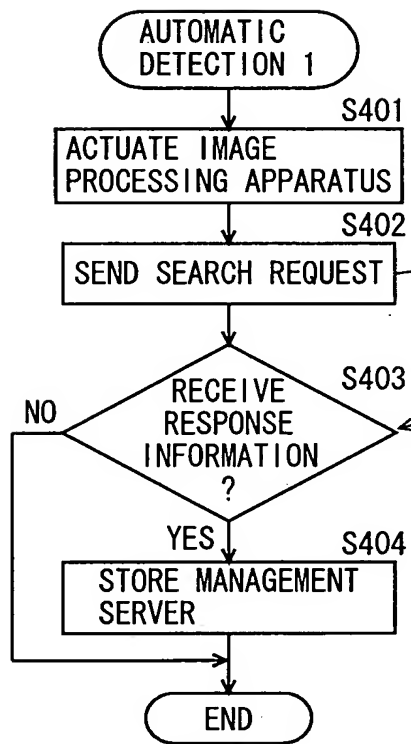 AUTOMATIC
DETECTION 1
S401
ACTUATE IMAGE
PROCESSING APPARATUS
S402
SEND SEARCH REQUEST
S403
RECEIVE
RESPONSE
INFORMATION
?
NO
YES
S404
STORE MANAGEMENT
SERVER
END